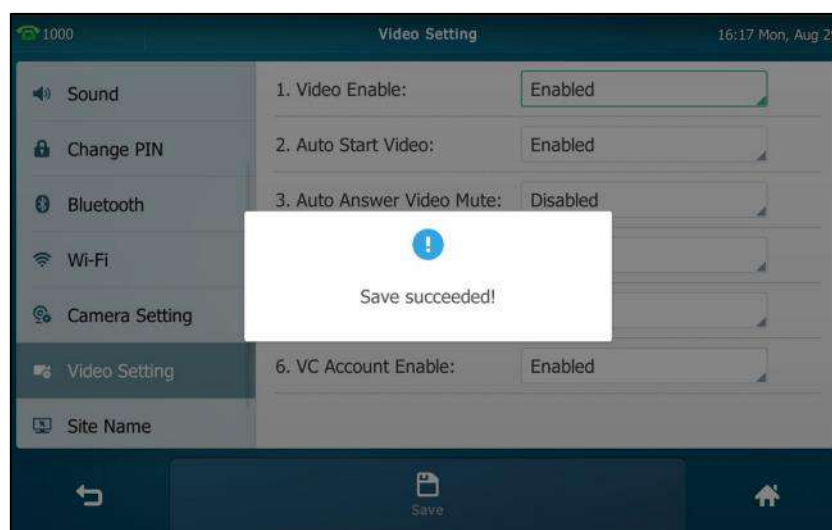 1000 Video Setting 16:17 Mon, Aug 2
Sound
Change PIN
Bluetooth
Wi-Fi
Camera Setting
Video Setting
Site Name
1. Video Enable: Enabled
2. Auto Start Video: Enabled
3. Auto Answer Video Mute: Disabled
Save succeeded!
6. VC Account Enable: Enabled
Save